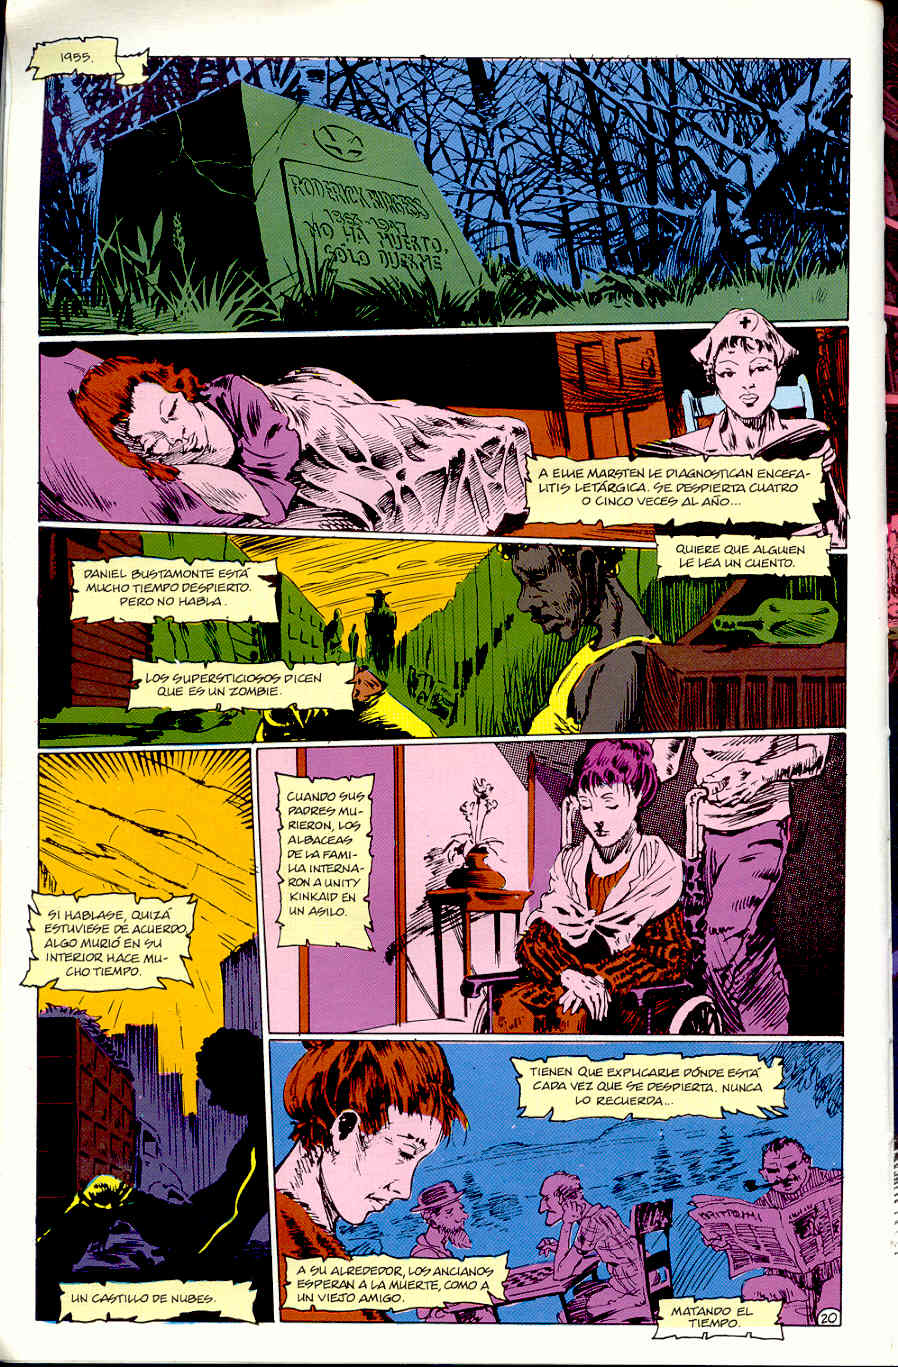 1955.
RODERICK BURGESS
1863-1947
NO HA MUERTO,
SÓLO DUERME
A ELLIE MARSTEN LE DIAGNOSTICAN ENCEFA-
LITIS LETÁRGICA. SE DESPIERTA CUATRO
O CINCO VECES AL AÑO...
QUIERE QUE ALGUIEN
LE LEA UN CUENTO.
DANIEL BUSTAMONTE ESTÁ
MUCHO TIEMPO DESPIERTO.
PERO NO HABLA.
LOS SUPERSTICIOSOS DICEN
QUE ES UN ZOMBIE.
SI HABLASE, QUIZÁ
ESTUVIESE DE ACUERDO,
ALGO MURIÓ EN SU
INTERIOR HACE MU-
CHO TIEMPO.
UN CASTILLO DE NUBES.
CUANDO SUS
PADRES MU-
RIERON, LOS
ALBACEAS
DE LA FAMI-
LIA INTERNA-
RON A UNITY
KINKAID EN
UN ASILO.
TIENEN QUE EXPLICARLE DÓNDE ESTÁ
CADA VEZ QUE SE DESPIERTA. NUNCA
LO RECUERDA...
A SU ALREDEDOR, LOS ANCIANOS
ESPERAN A LA MUERTE, COMO A
UN VIEJO AMIGO.
MATANDO EL
TIEMPO.
20